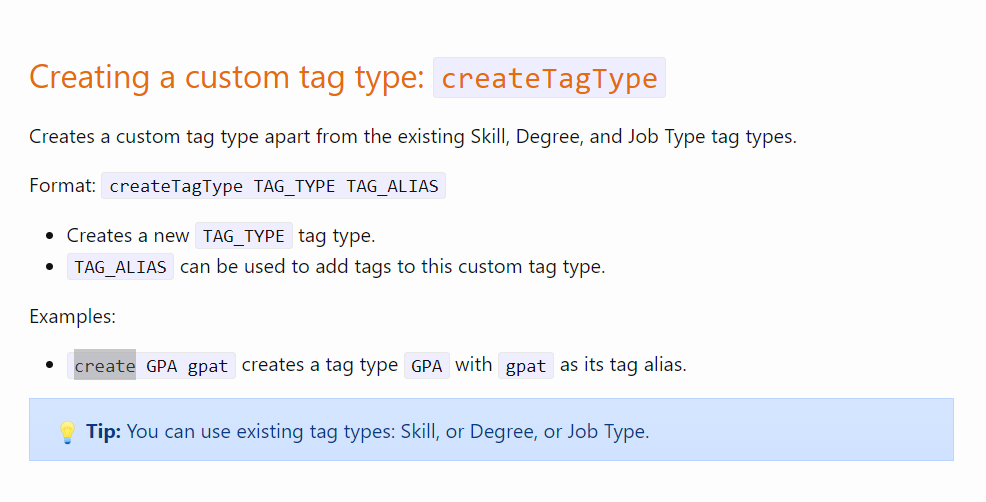 Creating a custom tag type: createTagType
Creates a custom tag type apart from the existing Skill, Degree, and Job Type tag types.
Format: createTagType TAG_TYPE TAG_ALIAS
• Creates a new TAG_TYPE tag type.
• TAG_ALIAS can be used to add tags to this custom tag type.
Examples:
• create GPA gpat creates a tag type GPA with gpat as its tag alias.
💡 Tip: You can use existing tag types: Skill, or Degree, or Job Type.